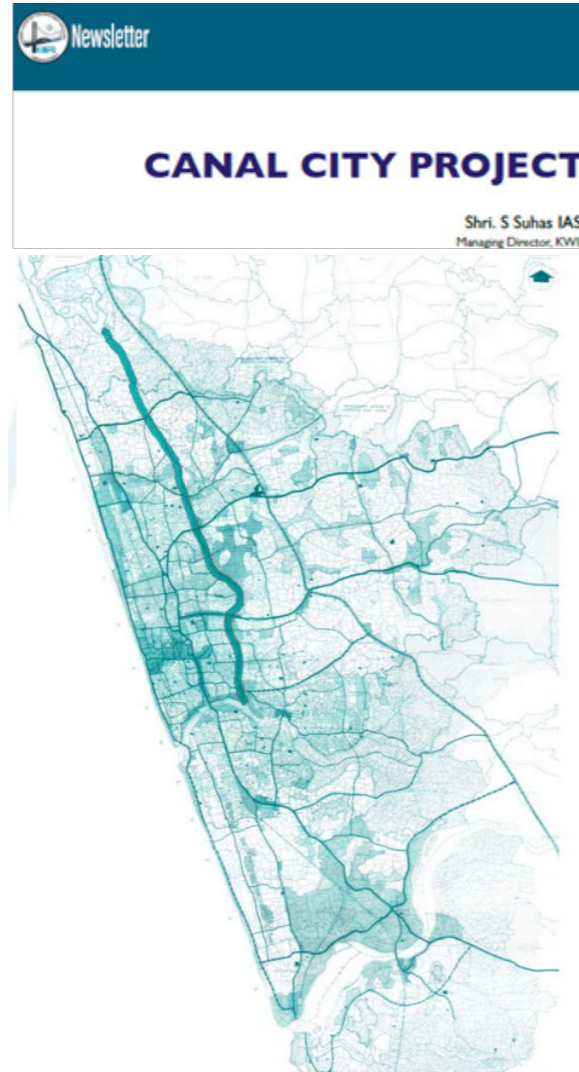 Newsletter
CANAL CITY PROJECT
Shri. S Suhas IAS
Managing Director, KWI